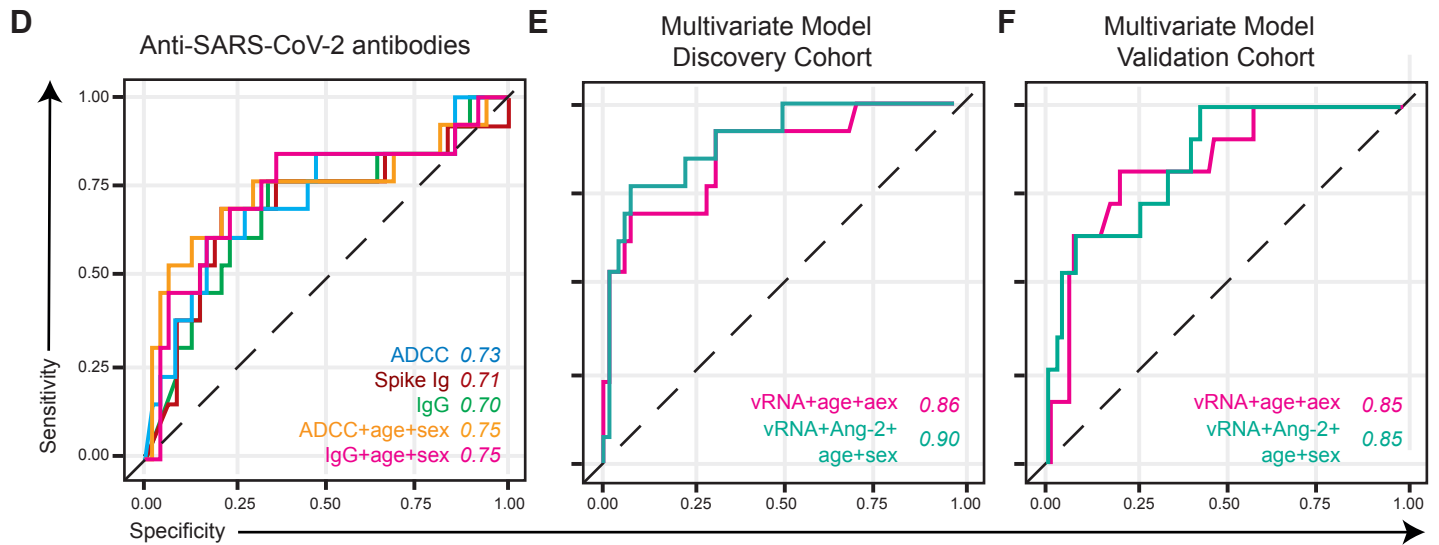 D
Anti-SARS-CoV-2 antibodies
1.00
0.75
0.50
0.25
0.00
Sensitivity
ADCC 0.73
Spike Ig 0.71
IgG 0.70
ADCC+age+sex 0.75
IgG+age+sex 0.75
0.00 0.25 0.50 0.75 1.00
E
Multivariate Model
Discovery Cohort
vRNA+age+aex 0.86
vRNA+Ang-2+
age+sex
0.90
0.00 0.25 0.50 0.75 1.00
F
Multivariate Model
Validation Cohort
vRNA+age+aex 0.85
vRNA+Ang-2+
age+sex
0.85
0.00 0.25 0.50 0.75 1.00
Specificity